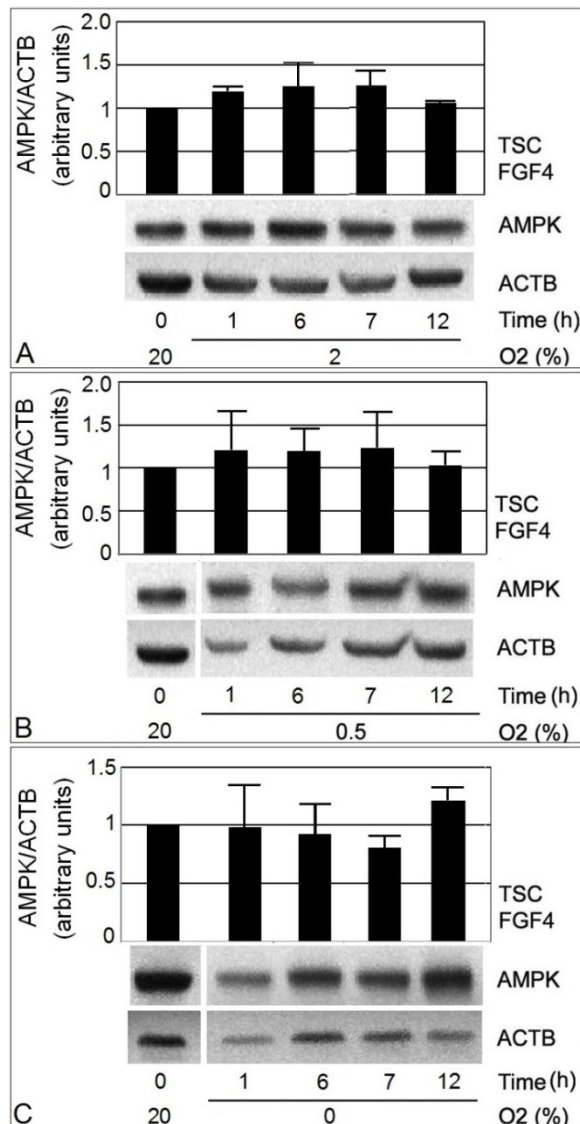 AMPK/ACTB
(arbitrary units)
2.0
1.5
1
0.5
0
TSC
FGF4
AMPK
ACTB
0 1 6 7 12 Time (h)
A 20 2 O2 (%)
AMPK/ACTB
(arbitrary units)
2.0
1.5
1
0.5
0
TSC
FGF4
AMPK
ACTB
0 1 6 7 12 Time (h)
B 20 0.5 O2 (%)
AMPK/ACTB
(arbitrary units)
1.5
1
0.5
0
TSC
FGF4
AMPK
ACTB
0 1 6 7 12 Time (h)
C 20 0 O2 (%)